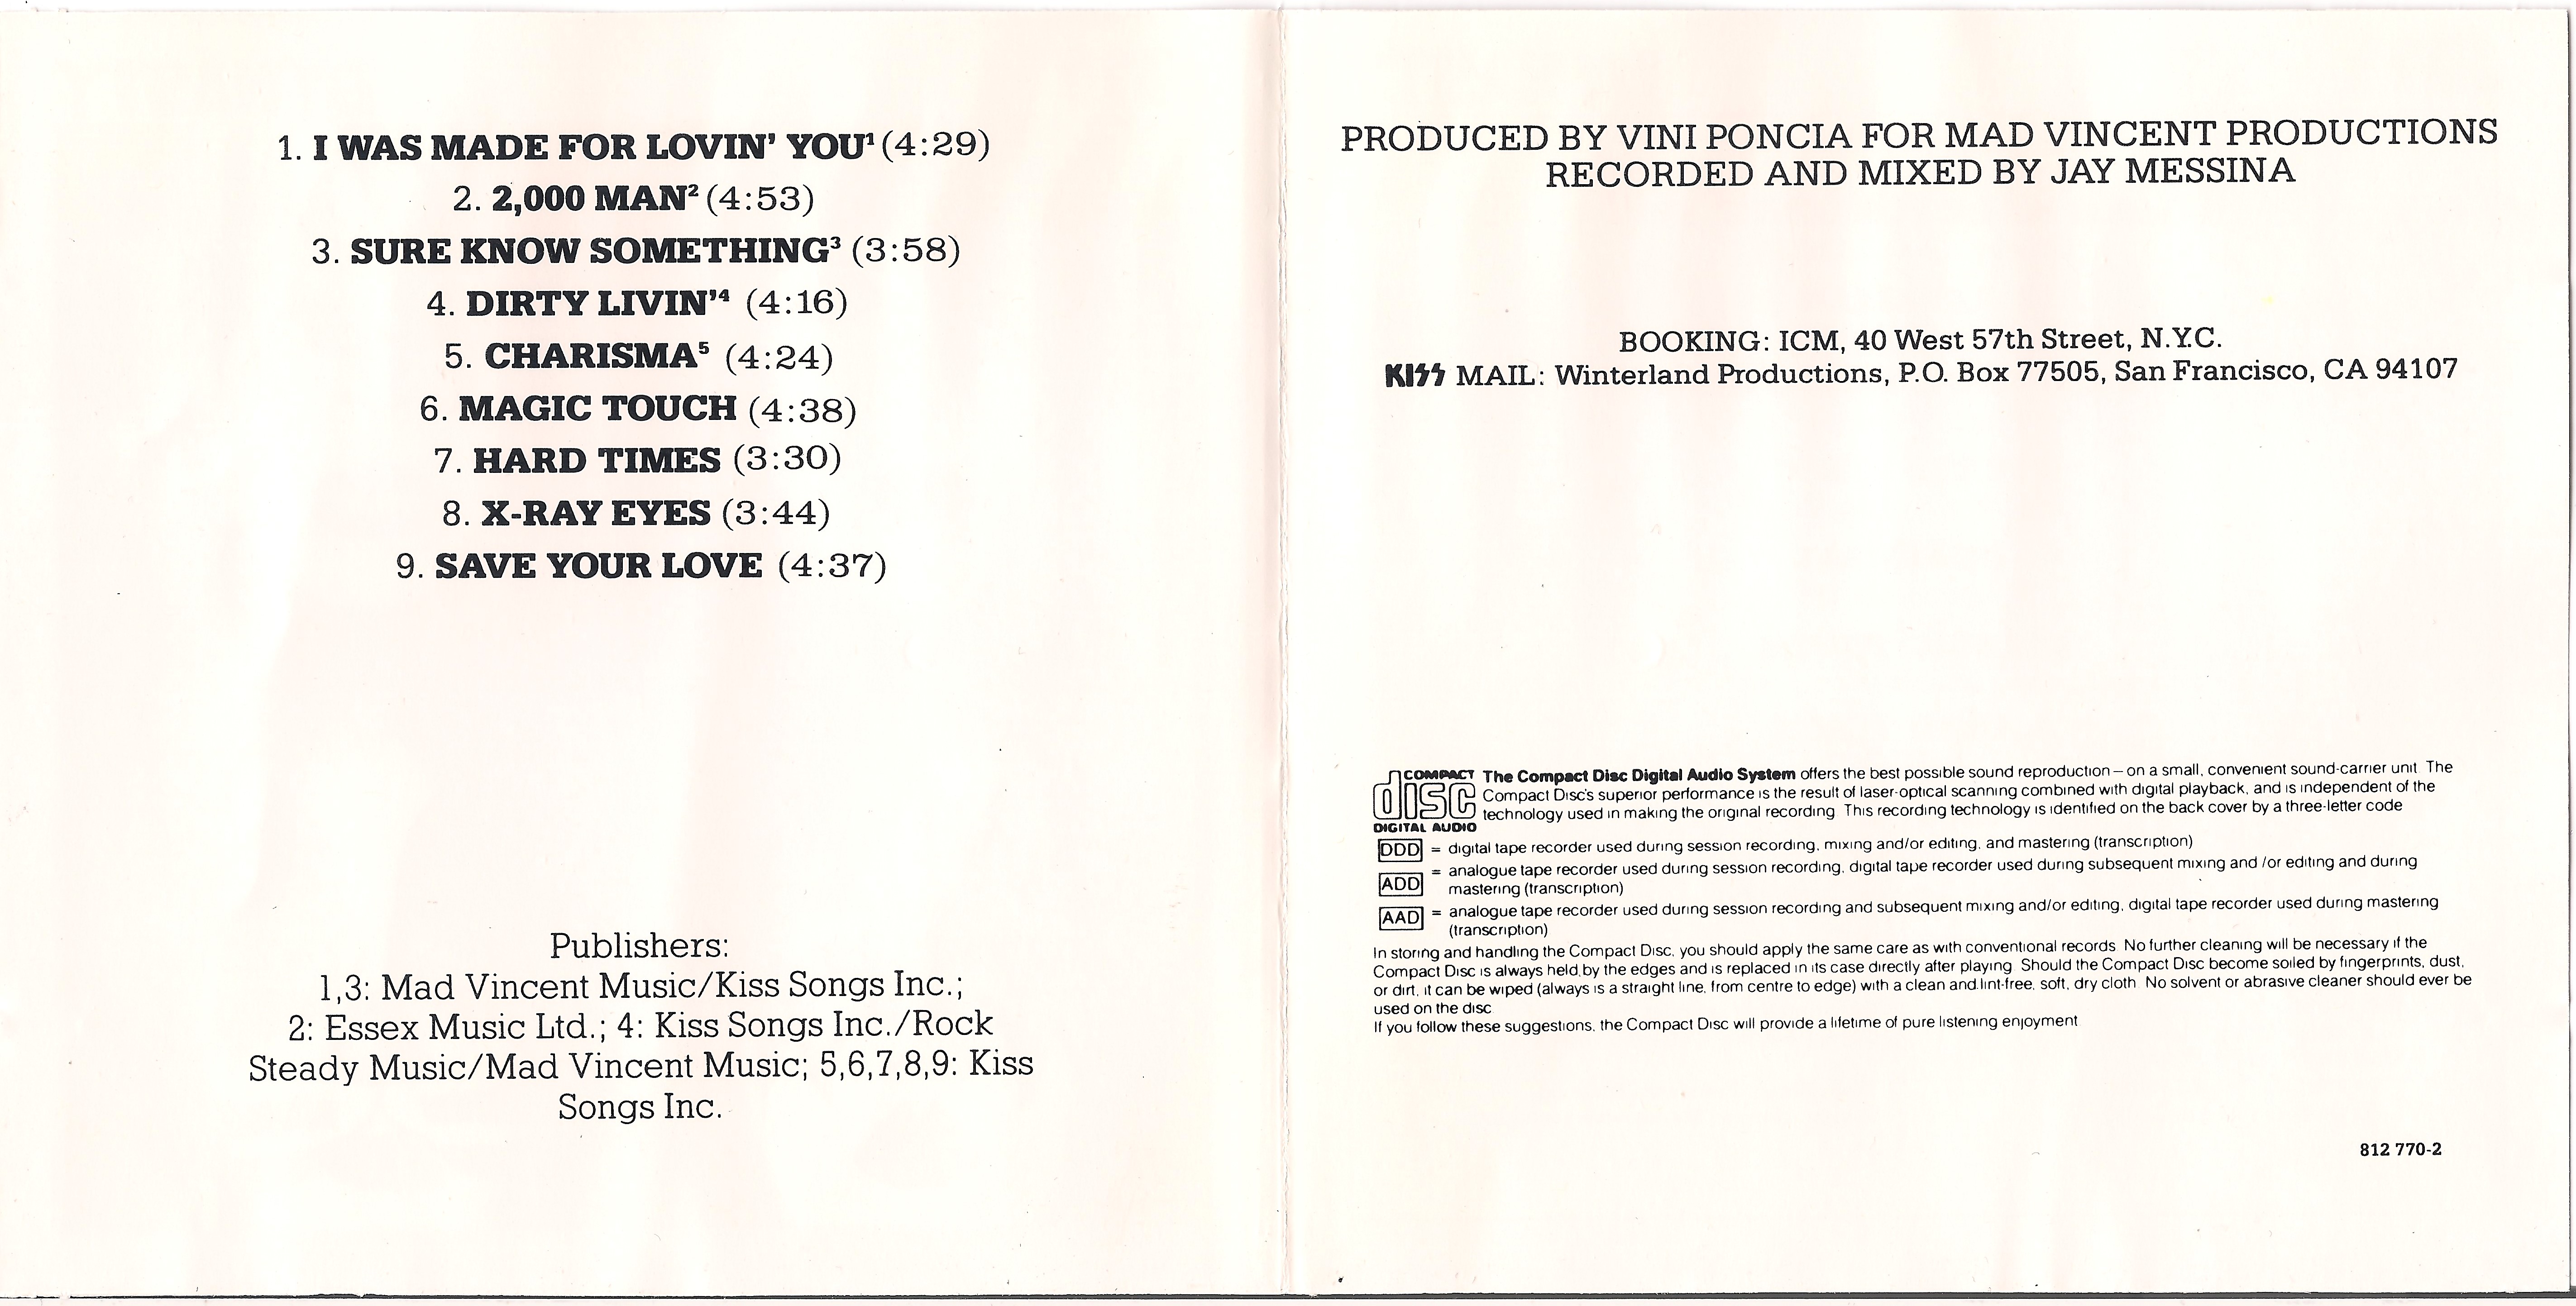 1. I WAS MADE FOR LOVIN' YOU¹ (4:29)
2. 2,000 MAN² (4:53)
3. SURE KNOW SOMETHING³ (3:58)
4. DIRTY LIVIN'⁴ (4:16)
5. CHARISMA⁵ (4:24)
6. MAGIC TOUCH (4:38)
7. HARD TIMES (3:30)
8. X-RAY EYES (3:44)
9. SAVE YOUR LOVE (4:37)
Publishers:
1,3: Mad Vincent Music/Kiss Songs Inc.;
2: Essex Music Ltd.; 4: Kiss Songs Inc./Rock
Steady Music/Mad Vincent Music; 5,6,7,8,9: Kiss
Songs Inc.
PRODUCED BY VINI PONCIA FOR MAD VINCENT PRODUCTIONS
RECORDED AND MIXED BY JAY MESSINA
BOOKING: ICM, 40 West 57th Street, N.Y.C.
KISS MAIL: Winterland Productions, P.O. Box 77505, San Francisco, CA 94107
COMPACT
disc
DIGITAL AUDIO
The Compact Disc Digital Audio System offers the best possible sound reproduction – on a small, convenient sound-carrier unit. The
Compact Disc's superior performance is the result of laser-optical scanning combined with digital playback, and is independent of the
technology used in making the original recording. This recording technology is identified on the back cover by a three-letter code
DDD = digital tape recorder used during session recording, mixing and/or editing, and mastering (transcription)
ADD = analogue tape recorder used during session recording, digital tape recorder used during subsequent mixing and /or editing and during
mastering (transcription)
AAD = analogue tape recorder used during session recording and subsequent mixing and/or editing, digital tape recorder used during mastering
(transcription)
In storing and handling the Compact Disc, you should apply the same care as with conventional records. No further cleaning will be necessary if the
Compact Disc is always held by the edges and is replaced in its case directly after playing. Should the Compact Disc become soiled by fingerprints, dust,
or dirt, it can be wiped (always is a straight line, from centre to edge) with a clean and lint-free, soft, dry cloth. No solvent or abrasive cleaner should ever be
used on the disc
If you follow these suggestions, the Compact Disc will provide a lifetime of pure listening enjoyment
812 770-2